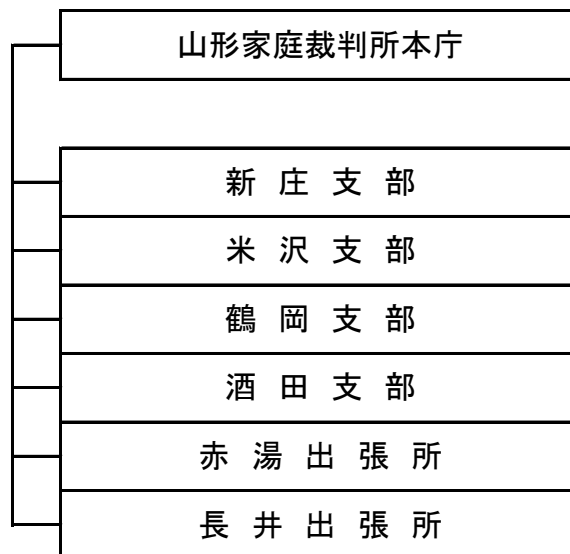 山形家庭裁判所本庁
新庄支部
米沢支部
鶴岡支部
酒田支部
赤湯出張所
長井出張所